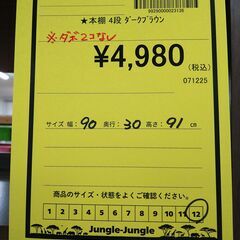 99290000023126
★本棚 4段 ダークブラウン
※ダボ2コなし
¥4,980
(税込)
071225
サイズ 幅: 90 奥行: 30 高さ: 91 cm
商品のサイズ・状態をよくご確認ください
1 2 3 4 5 6 7 8 9 10 11 12
Jungle-Jungle